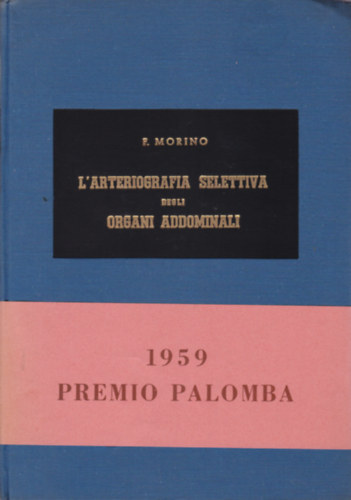 F. MORINO
L'ARTERIOGRAFIA SELETTIVA
DEGLI
ORGANI ADDOMINALI
1959
PREMIO PALOMBA